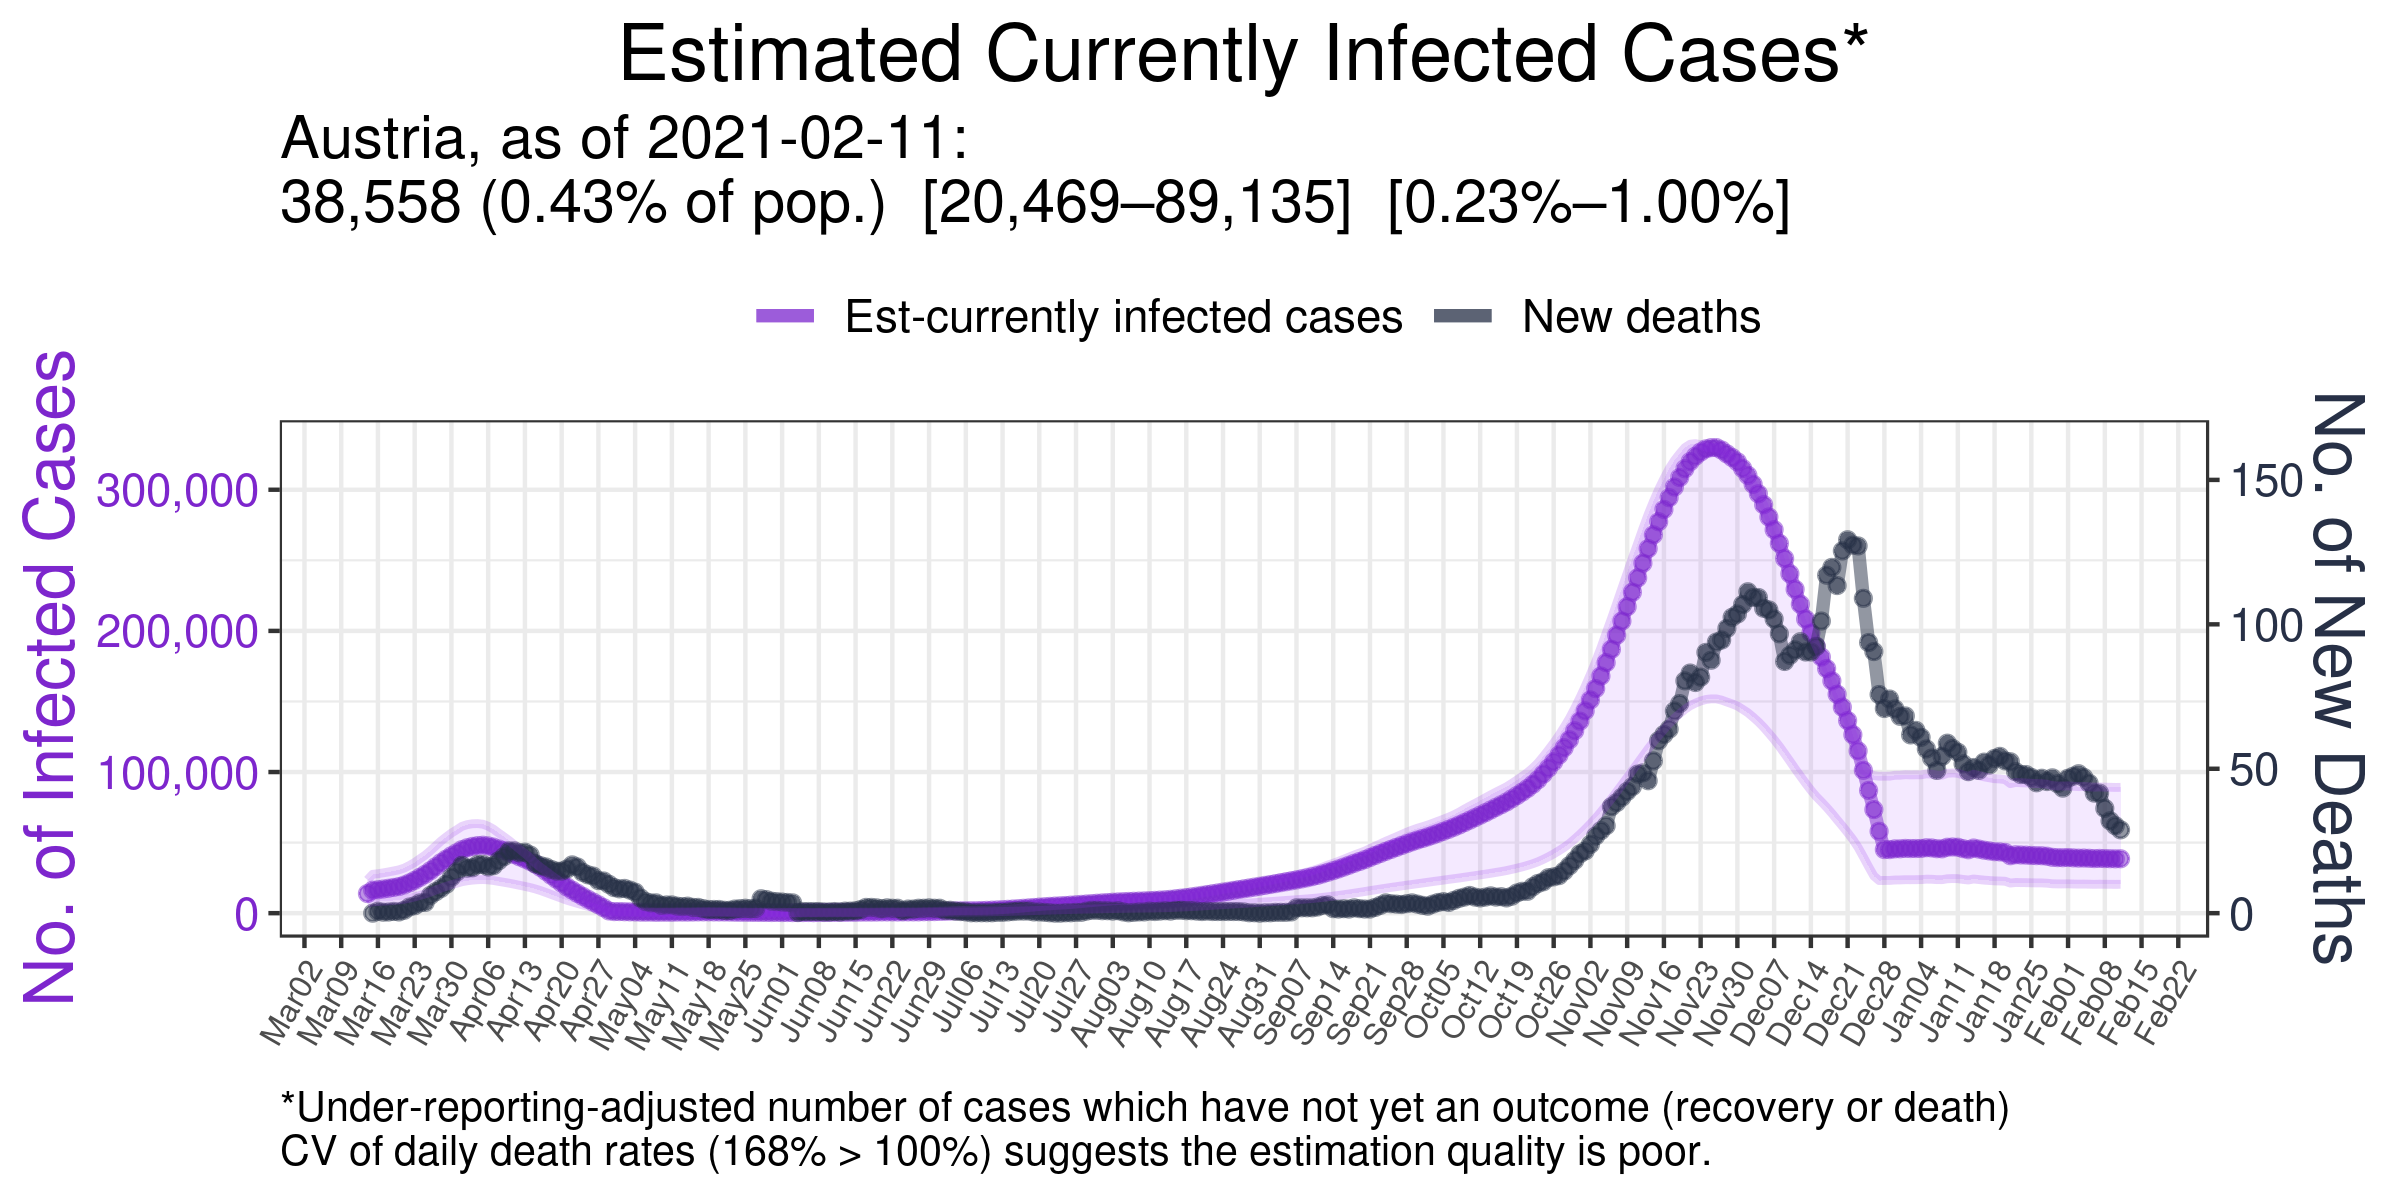 Estimated Currently Infected Cases*
Austria, as of 2021-02-11:
38,558 (0.43% of pop.) [20,469–89,135] [0.23%–1.00%]
Est-currently infected cases New deaths
No. of Infected Cases
300,000
200,000
100,000
0
150
100
50
0
No. of New Deaths
Mar02 Mar09 Mar16 Mar23 Mar30 Apr06 Apr13 Apr20 Apr27 May04 May11 May18 May25 Jun01 Jun08 Jun15 Jun22 Jun29 Jul06 Jul13 Jul20 Jul27 Aug03 Aug10 Aug17 Aug24 Aug31 Sep07 Sep14 Sep21 Sep28 Oct05 Oct12 Oct19 Oct26 Nov02 Nov09 Nov16 Nov23 Nov30 Dec07 Dec14 Dec21 Dec28 Jan04 Jan11 Jan18 Jan25 Feb01 Feb08 Feb15 Feb22
*Under-reporting-adjusted number of cases which have not yet an outcome (recovery or death)
CV of daily death rates (168% > 100%) suggests the estimation quality is poor.